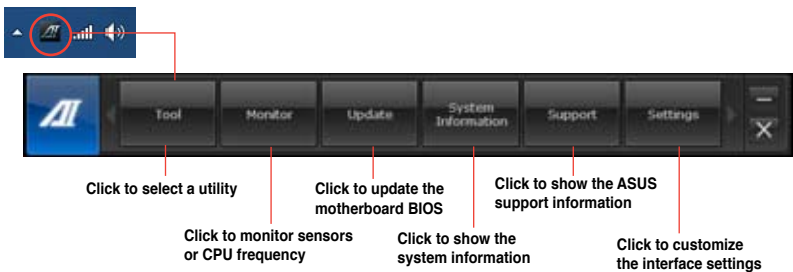 AI
AI
Tool
Monitor
Update
System
Information
Support
Settings
Click to select a utility
Click to update the
motherboard BIOS
Click to show the ASUS
support information
Click to monitor sensors
or CPU frequency
Click to show the
system information
Click to customize
the interface settings